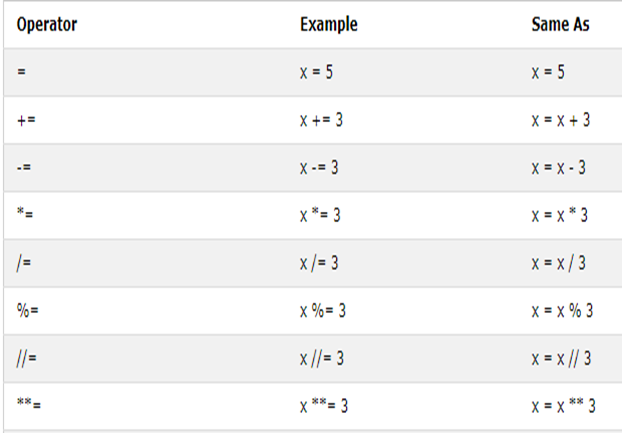 Operator Example Same As
= x = 5 x = 5
+= x += 3 x = x + 3
-= x -= 3 x = x - 3
*= x *= 3 x = x * 3
/= x /= 3 x = x / 3
%= x %= 3 x = x % 3
//= x //= 3 x = x // 3
**= x **= 3 x = x ** 3